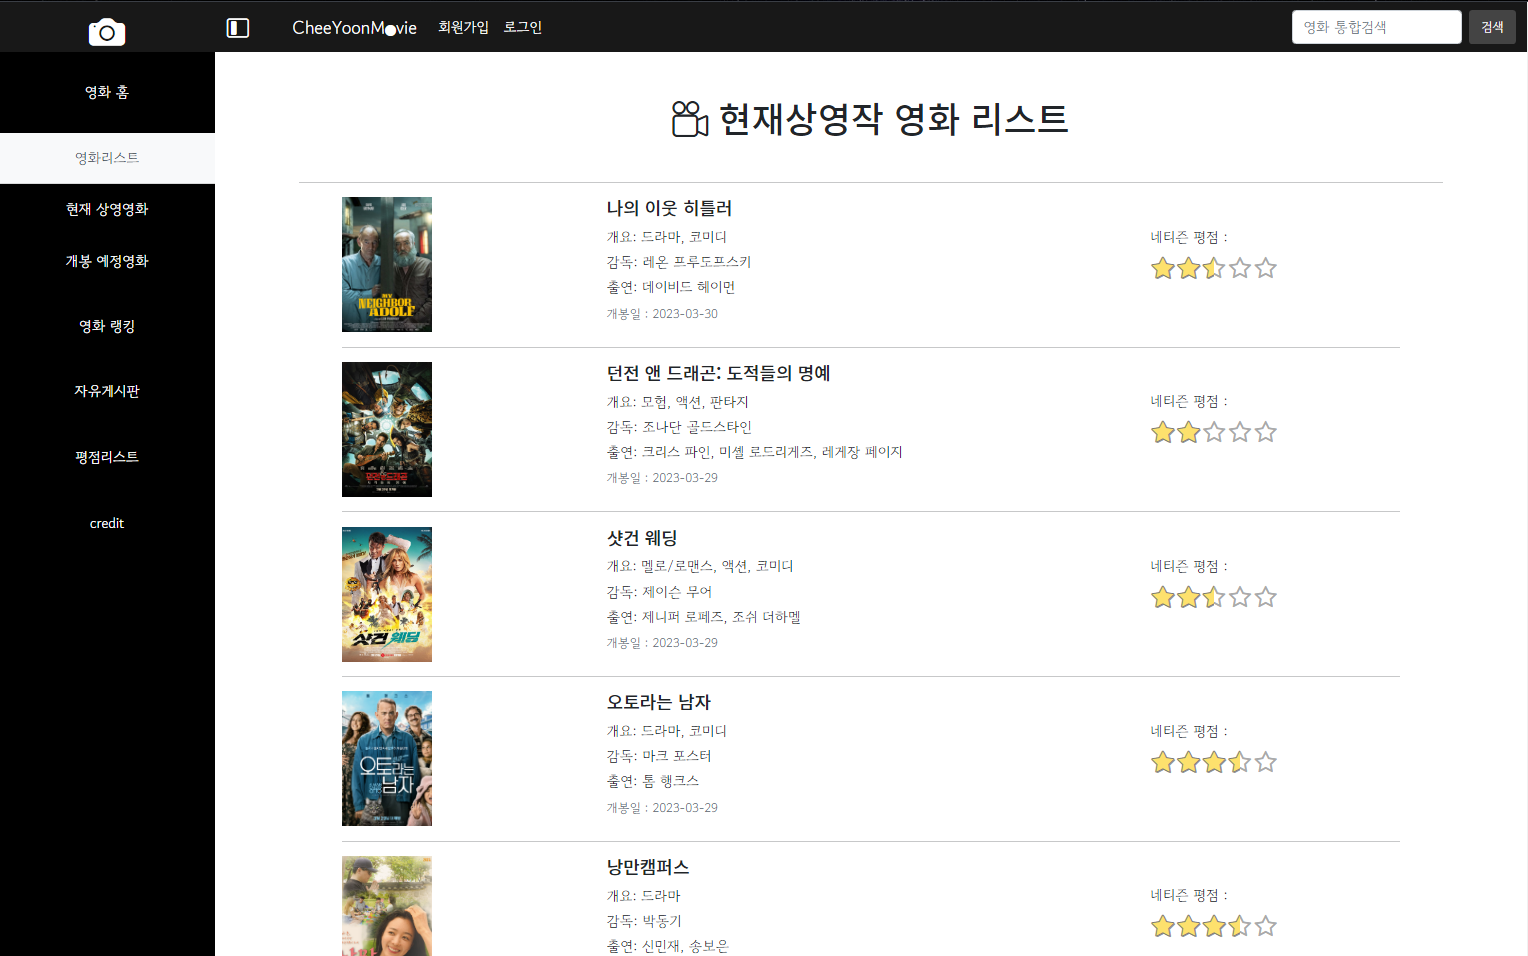 CheeYoonMovie 회원가입 로그인 영화 통합검색 검색
영화 홈
영화리스트
현재 상영영화
개봉 예정영화
영화 랭킹
자유게시판
평점리스트
credit
현재상영작 영화 리스트
MY NEIGHBOR ADOLF
나의 이웃 히틀러
개요: 드라마, 코미디
감독: 레온 프루도프스키
출연: 데이비드 헤이먼
개봉일 : 2023-03-30
네티즌 평점 :
던전 앤 드래곤: 도적들의 명예
개요: 모험, 액션, 판타지
감독: 조나단 골드스타인
출연: 크리스 파인, 미셸 로드리게즈, 레게장 페이지
개봉일 : 2023-03-29
네티즌 평점 :
샷건 웨딩
샷건 웨딩
개요: 멜로/로맨스, 액션, 코미디
감독: 제이슨 무어
출연: 제니퍼 로페즈, 조쉬 더하멜
개봉일 : 2023-03-29
네티즌 평점 :
오토라는
남자
오토라는 남자
개요: 드라마, 코미디
감독: 마크 포스터
출연: 톰 행크스
개봉일 : 2023-03-29
네티즌 평점 :
낭만캠퍼스
개요: 드라마
감독: 박동기
출연: 신민재, 송보은
네티즌 평점 :